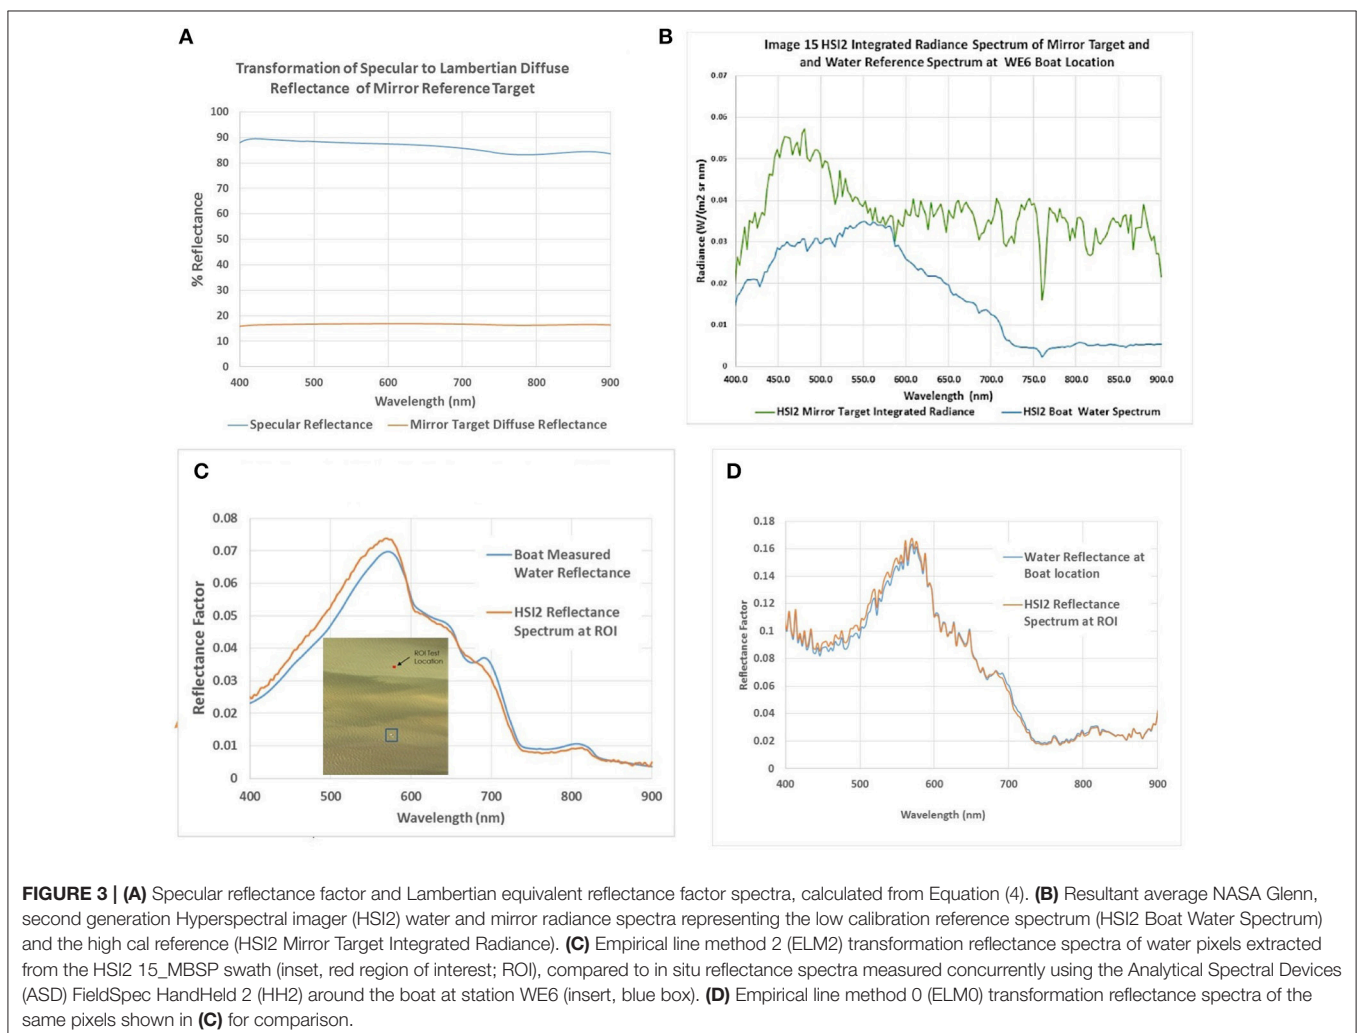 A
Transformation of Specular to Lambertian Diffuse
Reflectance of Mirror Reference Target
100
90
80
70
60
50
40
30
20
10
0
% Reflectance
400 500 600 700 800 900
Wavelength (nm)
Specular Reflectance Mirror Target Diffuse Reflectance
B
Image 15 HSI2 Integrated Radiance Spectrum of Mirror Target and
and Water Reference Spectrum at WE6 Boat Location
0.07
0.06
0.05
0.04
0.03
0.02
0.01
0
Radiance (W/(m2 sr nm)
400.0 450.0 500.0 550.0 600.0 650.0 700.0 750.0 800.0 850.0 900.0
Wavelength (nm)
HSI2 Mirror Target Integrated Radiance HSI2 Boat Water Spectrum
C
0.08
0.07
0.06
0.05
0.04
0.03
0.02
0.01
0
Reflectance Factor
Boat Measured
Water Reflectance
HSI2 Reflectance
Spectrum at ROI
ROI Test
Location
400 500 600 700 800 900
Wavelength (nm)
D
0.18
0.16
0.14
0.12
0.1
0.08
0.06
0.04
0.02
0
Reflectance Factor
Water Reflectance at
Boat location
HSI2 Reflectance
Spectrum at ROI
400 500 600 700 800 900
Wavelength (nm)
FIGURE 3 | (A) Specular reflectance factor and Lambertian equivalent reflectance factor spectra, calculated from Equation (4). (B) Resultant average NASA Glenn,
second generation Hyperspectral imager (HSI2) water and mirror radiance spectra representing the low calibration reference spectrum (HSI2 Boat Water Spectrum)
and the high cal reference (HSI2 Mirror Target Integrated Radiance). (C) Empirical line method 2 (ELM2) transformation reflectance spectra of water pixels extracted
from the HSI2 15_MBSP swath (inset, red region of interest; ROI), compared to in situ reflectance spectra measured concurrently using the Analytical Spectral Devices
(ASD) FieldSpec HandHeld 2 (HH2) around the boat at station WE6 (insert, blue box). (D) Empirical line method 0 (ELM0) transformation reflectance spectra of the
same pixels shown in (C) for comparison.